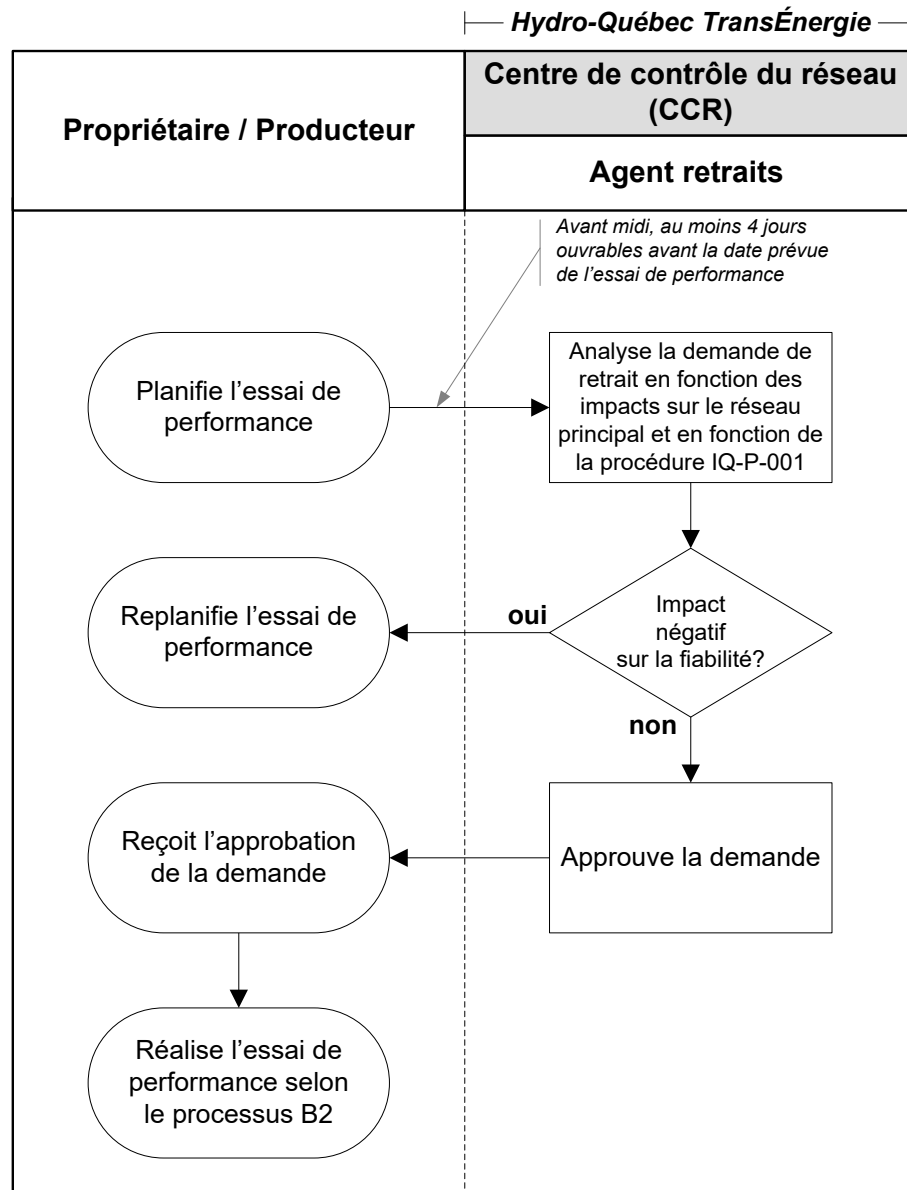 Hydro-Québec TransÉnergie
Propriétaire / Producteur
Centre de contrôle du réseau
(CCR)
Agent retraits
Avant midi, au moins 4 jours
ouvrables avant la date prévue
de l’essai de performance
Planifie l’essai de
performance
Analyse la demande de
retrait en fonction des
impacts sur le réseau
principal et en fonction de
la procédure IQ-P-001
Replanifie l’essai de
performance
oui
Impact
négatif
sur la fiabilité?
non
Reçoit l’approbation
de la demande
Approuve la demande
Réalise l’essai de
performance selon
le processus B2